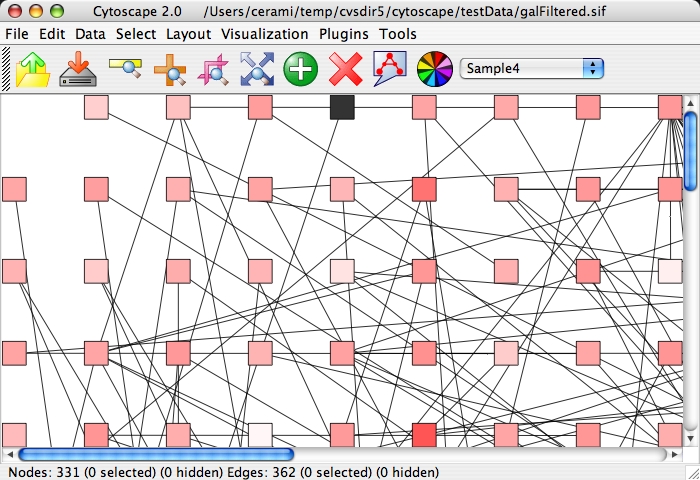 Cytoscape 2.0 /Users/cerami/temp/cvsdir5/cytoscape/testData/galFiltered.sif
File Edit Data Select Layout Visualization Plugins Tools
Sample4
Nodes: 331 (0 selected) (0 hidden) Edges: 362 (0 selected) (0 hidden)